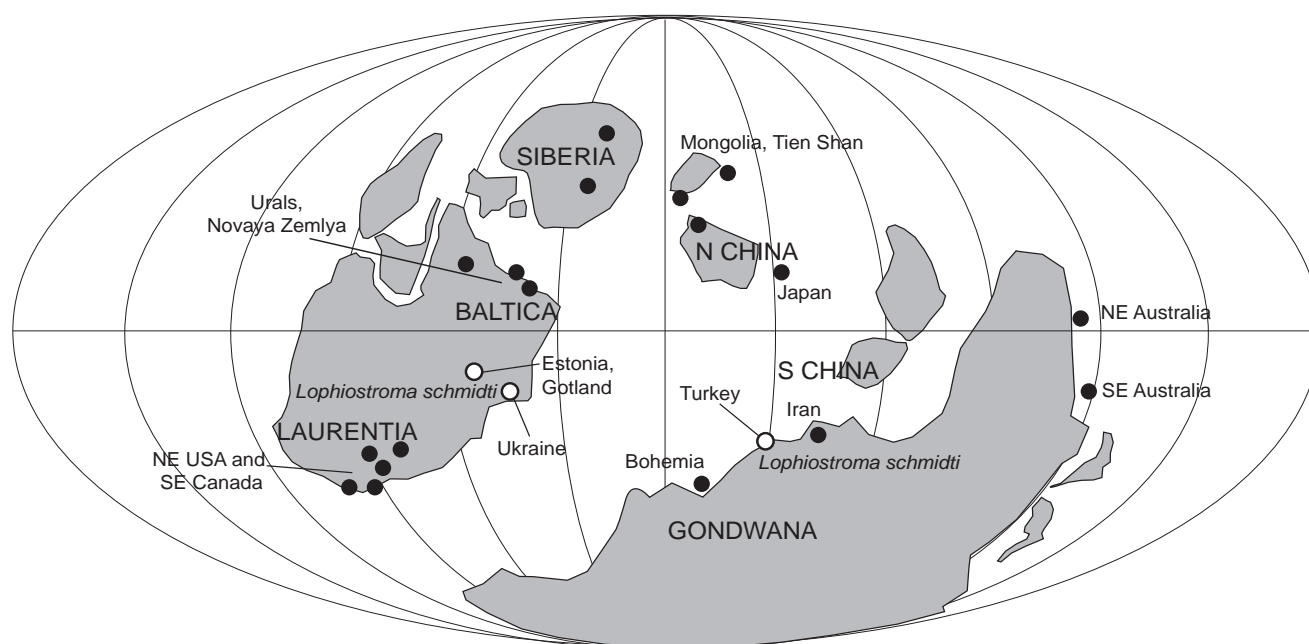 SIBERIA
Mongolia, Tien Shan
Urals,
Novaya Zemlya
N CHINA
Japan
BALTICA
NE Australia
Estonia,
Gotland
Lophiostroma schmidti
S CHINA
SE Australia
Turkey
Iran
LAURENTIA
Ukraine
NE USA and
SE Canada
Bohemia
Lophiostroma schmidti
GONDWANA